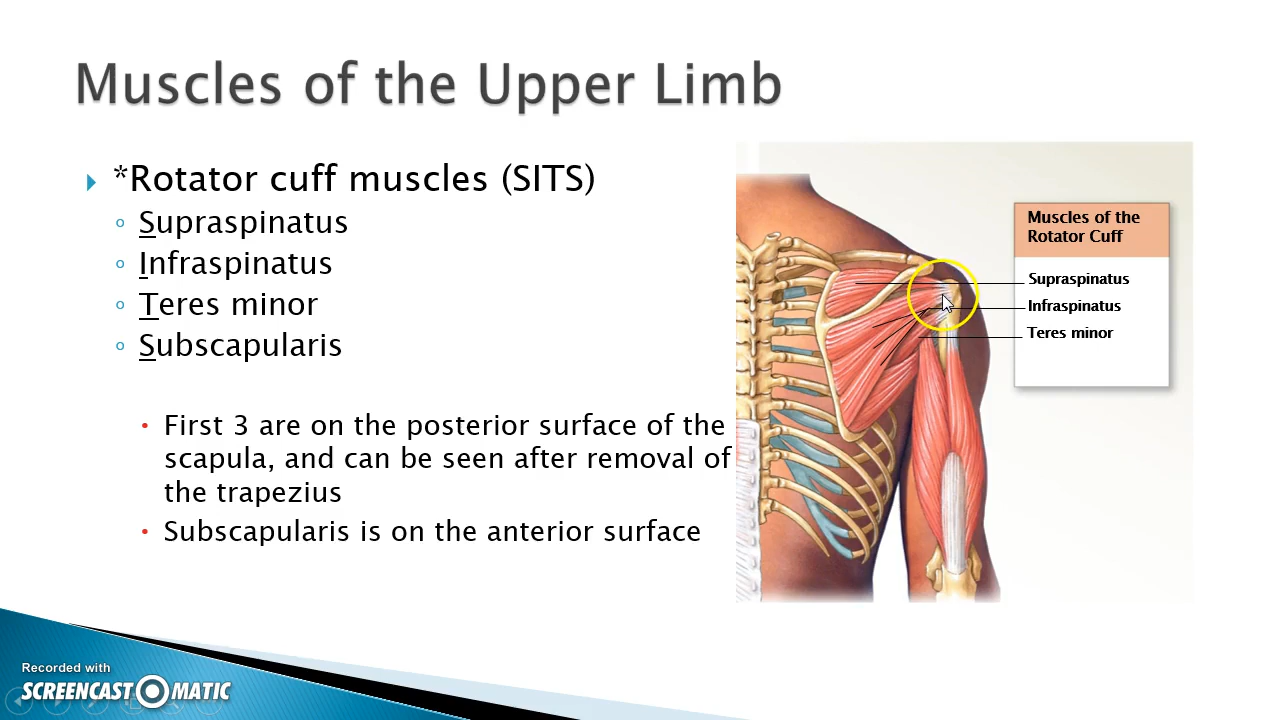 Muscles of the Upper Limb
*Rotator cuff muscles (SITS)
Supraspinatus
Infraspinatus
Teres minor
Subscapularis
First 3 are on the posterior surface of the
scapula, and can be seen after removal of
the trapezius
Subscapularis is on the anterior surface
Muscles of the
Rotator Cuff
Supraspinatus
Infraspinatus
Teres minor
Recorded with
SCREENCAST MATIC